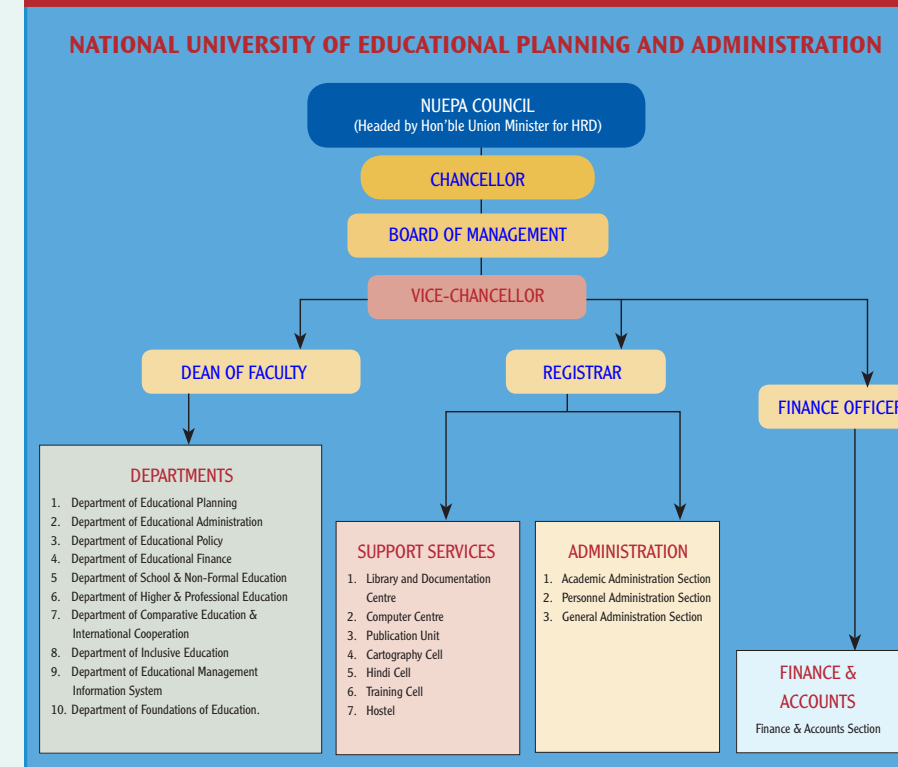 NATIONAL UNIVERSITY OF EDUCATIONAL PLANNING AND ADMINISTRATION
NUEPA COUNCIL
(Headed by Hon'ble Union Minister for HRD)
CHANCELLOR
BOARD OF MANAGEMENT
VICE-CHANCELLOR
DEAN OF FACULTY
REGISTRAR
FINANCE OFFICER
DEPARTMENTS
1. Department of Educational Planning
2. Department of Educational Administration
3. Department of Educational Policy
4. Department of Educational Finance
5 Department of School & Non-Formal Education
6. Department of Higher & Professional Education
7. Department of Comparative Education &
International Cooperation
8. Department of Inclusive Education
9. Department of Educational Management
Information System
10. Department of Foundations of Education.
SUPPORT SERVICES
1. Library and Documentation
Centre
2. Computer Centre
3. Publication Unit
4. Cartography Cell
5. Hindi Cell
6. Training Cell
7. Hostel
ADMINISTRATION
1. Academic Administration Section
2. Personnel Administration Section
3. General Administration Section
FINANCE &
ACCOUNTS
Finance & Accounts Section